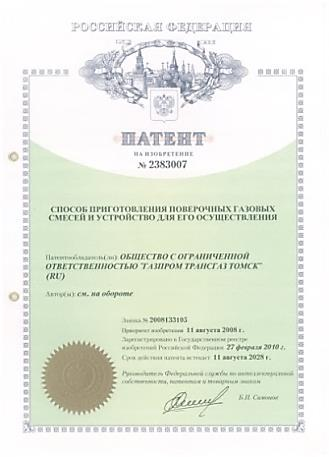 РОССИЙСКАЯ ФЕДЕРАЦИЯ
ПАТЕНТ
НА ИЗОБРЕТЕНИЕ
№ 2383007
СПОСОБ ПРИГОТОВЛЕНИЯ ПОВЕРОЧНЫХ ГАЗОВЫХ
СМЕСЕЙ И УСТРОЙСТВО ДЛЯ ЕГО ОСУЩЕСТВЛЕНИЯ
Патентообладатель(ли): ОБЩЕСТВО С ОГРАНИЧЕННОЙ
ОТВЕТСТВЕННОСТЬЮ "ГАЗПРОМ ТРАНСГАЗ ТОМСК"
(RU)
Автор(ы): см. на обороте
Заявка № 2008133105
Приоритет изобретения 11 августа 2008 г.
Зарегистрировано в Государственном реестре
изобретений Российской Федерации 27 февраля 2010 г.
Срок действия патента истекает 11 августа 2028 г.
Руководитель Федеральной службы по интеллектуальной
собственности, патентам и товарным знакам
Б.П. Симонов